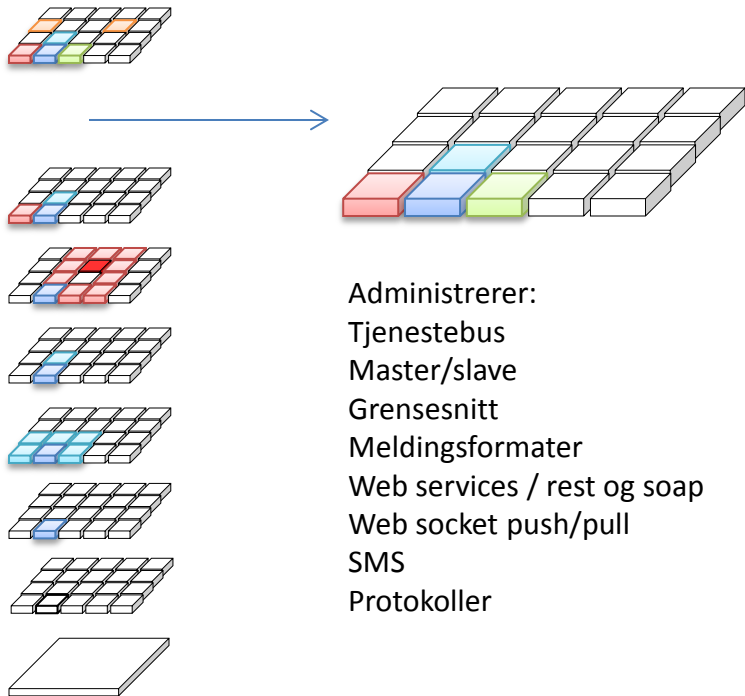 Administrerer:
Tjenestebus
Master/slave
Grensesnitt
Meldingsformater
Web services / rest og soap
Web socket push/pull
SMS
Protokoller